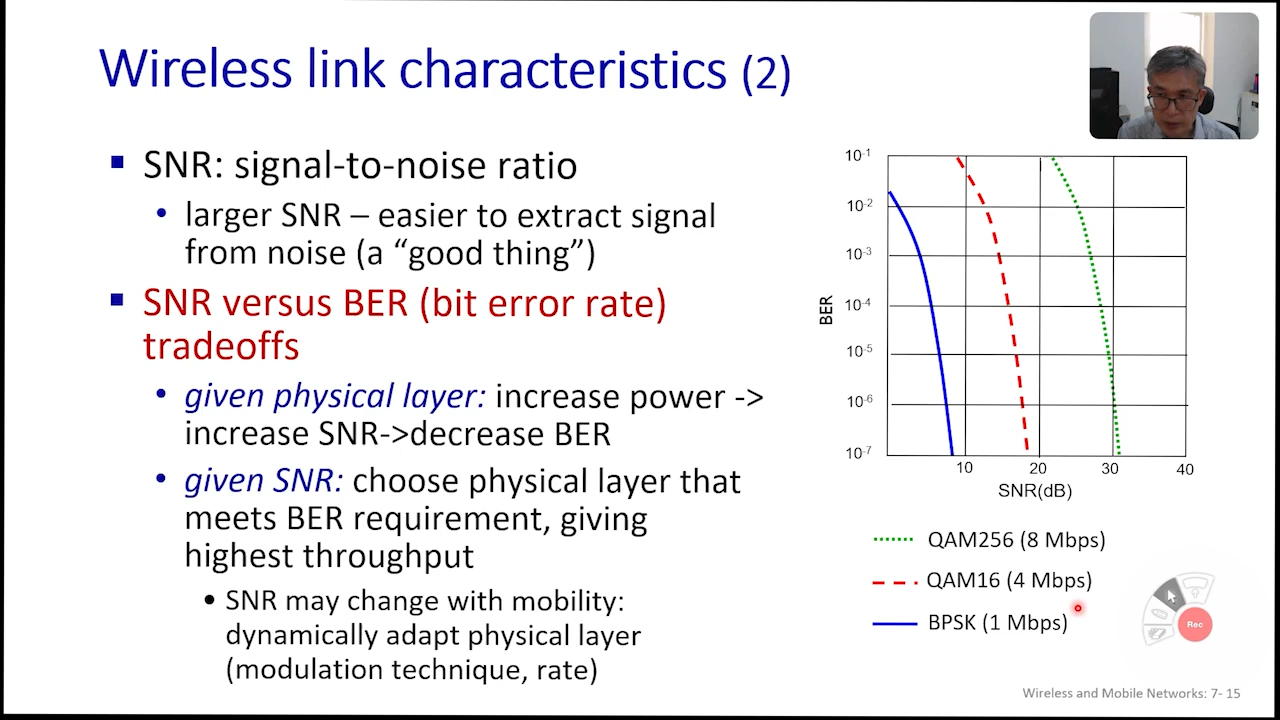 Wireless link characteristics (2)
▪ SNR: signal-to-noise ratio
• larger SNR – easier to extract signal
from noise (a “good thing”)
▪ SNR versus BER (bit error rate)
tradeoffs
• given physical layer: increase power ->
increase SNR->decrease BER
• given SNR: choose physical layer that
meets BER requirement, giving
highest throughput
• SNR may change with mobility:
dynamically adapt physical layer
(modulation technique, rate)
10-1
10-2
10-3
10-4
10-5
10-6
10-7
BER
10 20 30 40
SNR(dB)
QAM256 (8 Mbps)
QAM16 (4 Mbps)
BPSK (1 Mbps)
Rec
Wireless and Mobile Networks: 7- 15